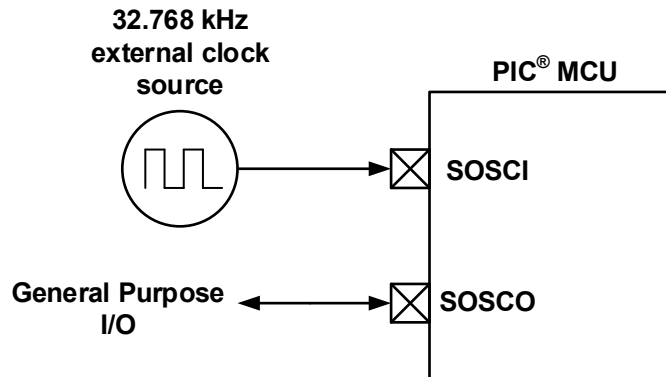 32.768 kHz
external clock
source
PIC® MCU
SOSCI
General Purpose
I/O
SOSCO